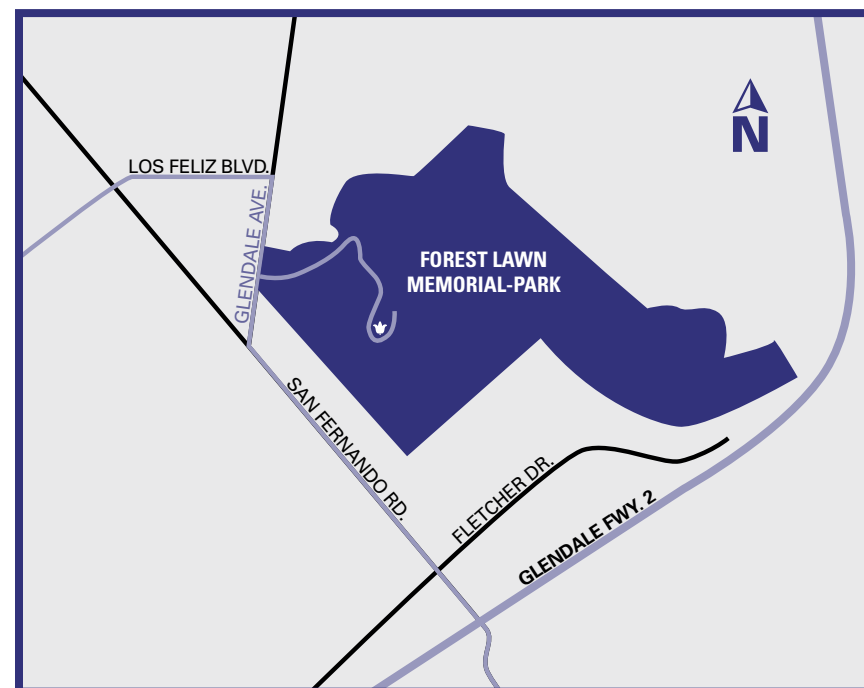 N
LOS FELIZ BLVD.
GLENDALE AVE.
FOREST LAWN
MEMORIAL-PARK
SAN FERNANDO RD.
FLETCHER DR.
GLENDALE FWY. 2